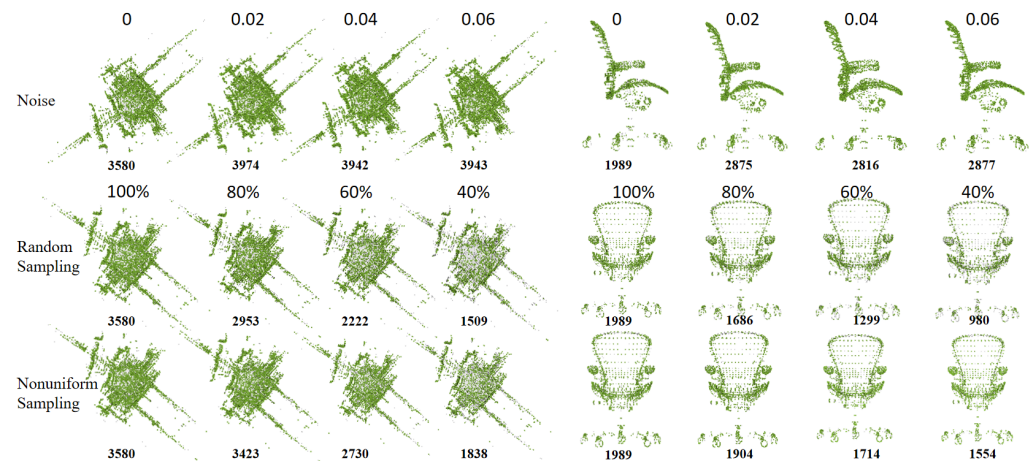 0 0.02 0.04 0.06 0 0.02 0.04 0.06
Noise
3580 3974 3942 3943 1989 2875 2816 2877
100% 80% 60% 40% 100% 80% 60% 40%
Random
Sampling
3580 2953 2222 1509 1989 1686 1299 980
Nonuniform
Sampling
3580 3423 2730 1838 1989 1904 1714 1554